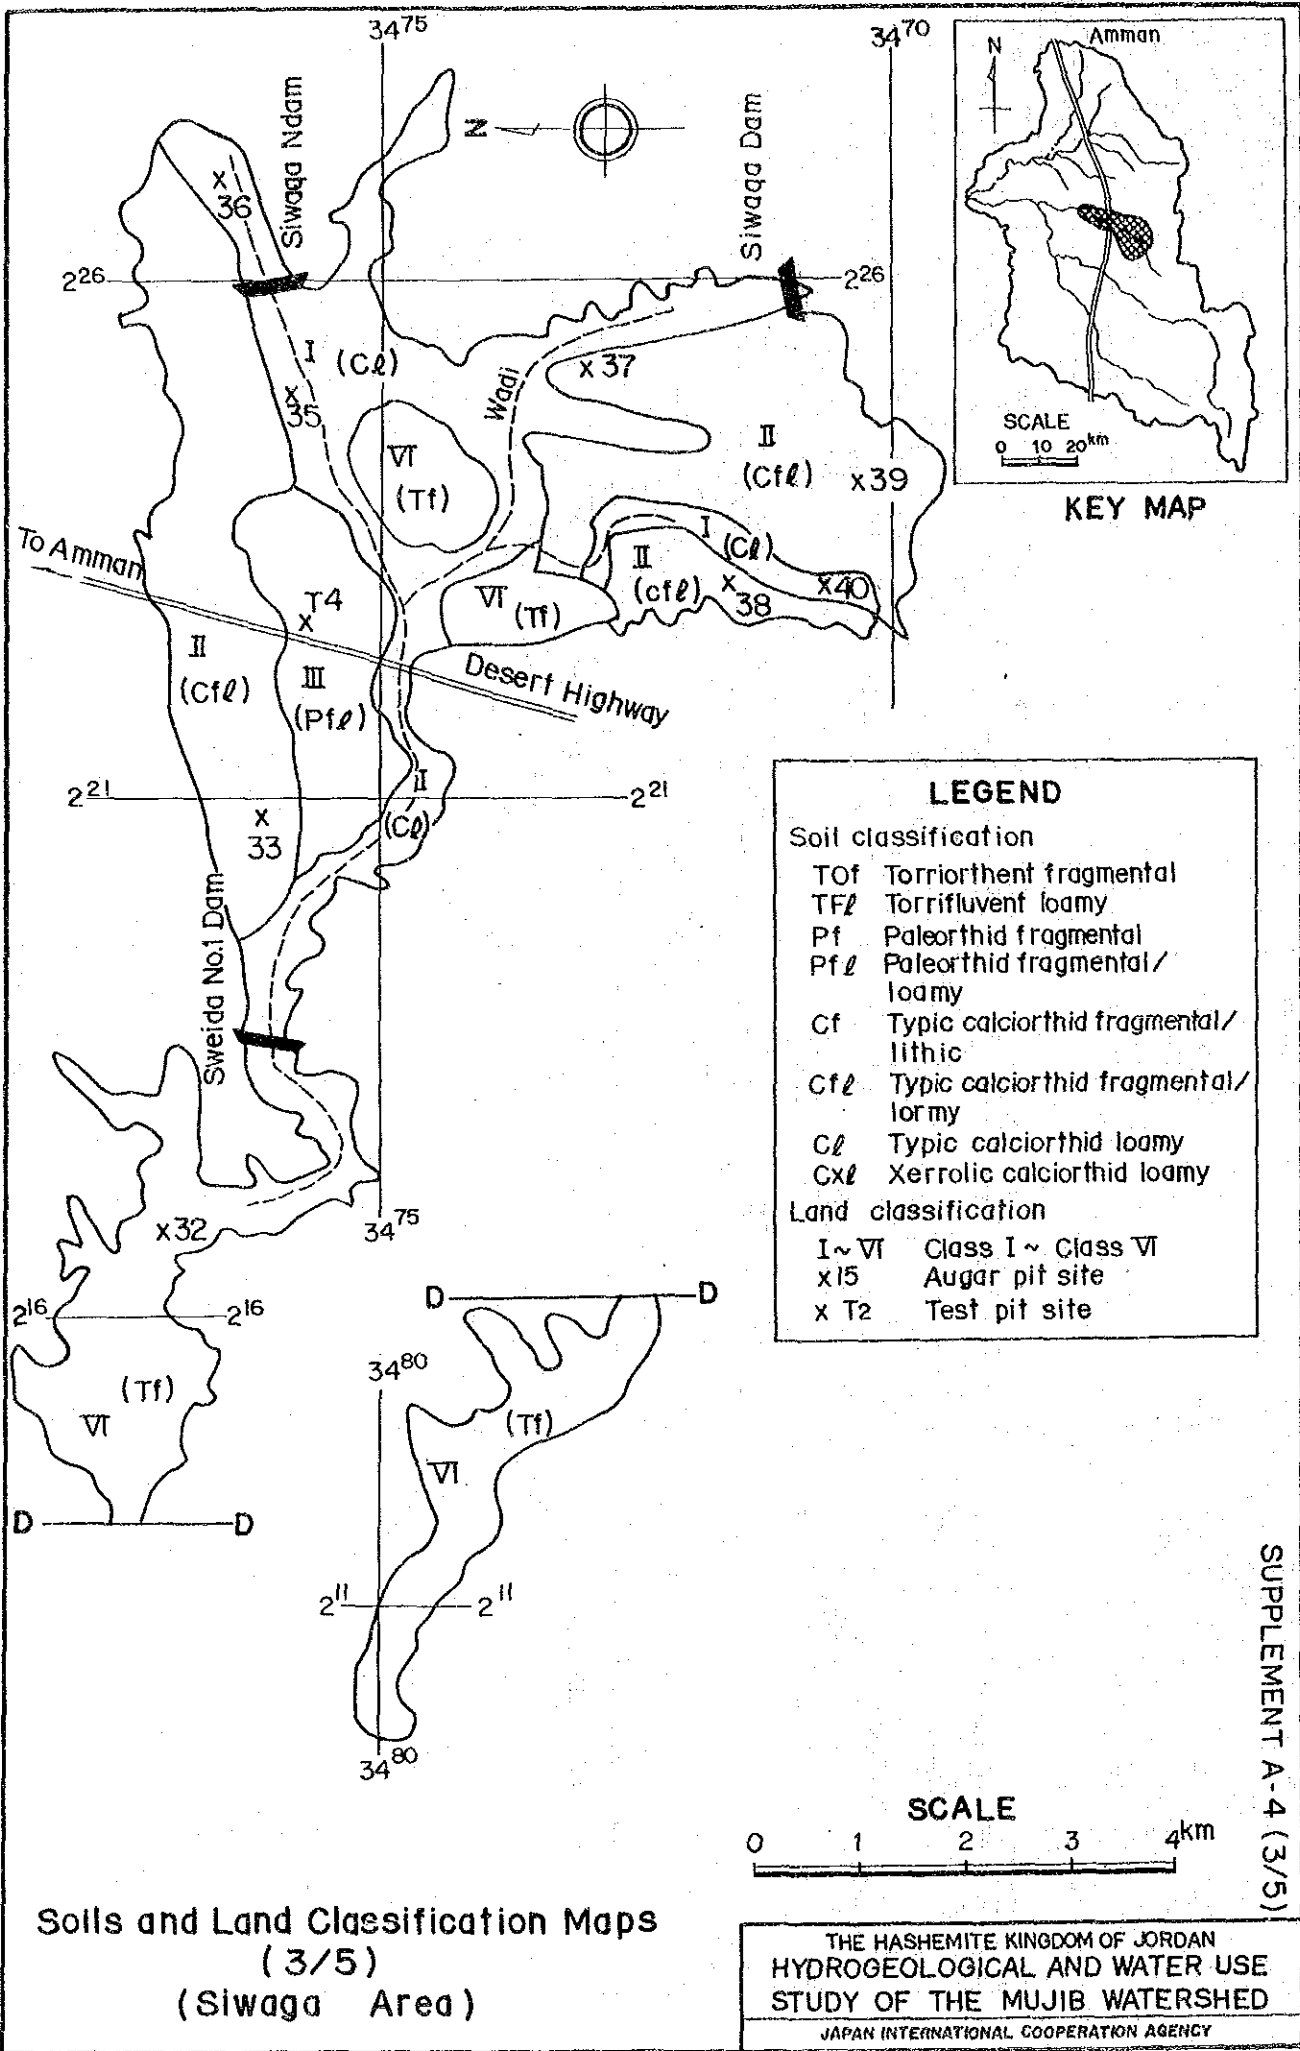 34⁷⁵
34⁷⁰
N
Siwaqa Ndam
Siwaqa Dam
x
36
2²⁶
2²⁶
I
(Cℓ)
x
35
Wadi
x 37
VI
(Tf)
II
(Cfℓ)
x39
To Amman
I
(Cℓ)
II
(cfℓ)
x
38
x40
VI
(Tf)
T4
x
II
(Cfℓ)
III
(Pfℓ)
Desert Highway
2²¹
2²¹
I
(Cℓ)
x
33
Sweida No.1 Dam
x32
34⁷⁵
2¹⁶
2¹⁶
(Tf)
VI
D
D
D
D
34⁸⁰
(Tf)
VI
2¹¹
2¹¹
34⁸⁰
Amman
N
SCALE
0 10 20km
KEY MAP
LEGEND
Soil classification
TOf Torriorthent fragmental
TFℓ Torrifluvent loamy
Pf Paleorthid fragmental
Pfℓ Paleorthid fragmental/
loamy
Cf Typic calciorthid fragmental/
lithic
Cfℓ Typic calciorthid fragmental/
lormy
Cℓ Typic calciorthid loamy
Cxℓ Xerrolic calciorthid loamy
Land classification
I~VI Class I ~ Class VI
x15 Augar pit site
x T2 Test pit site
SCALE
0 1 2 3 4km
SUPPLEMENT A-4 (3/5)
Soils and Land Classification Maps
(3/5)
(Siwaga Area)
THE HASHEMITE KINGDOM OF JORDAN
HYDROGEOLOGICAL AND WATER USE
STUDY OF THE MUJIB WATERSHED
JAPAN INTERNATIONAL COOPERATION AGENCY